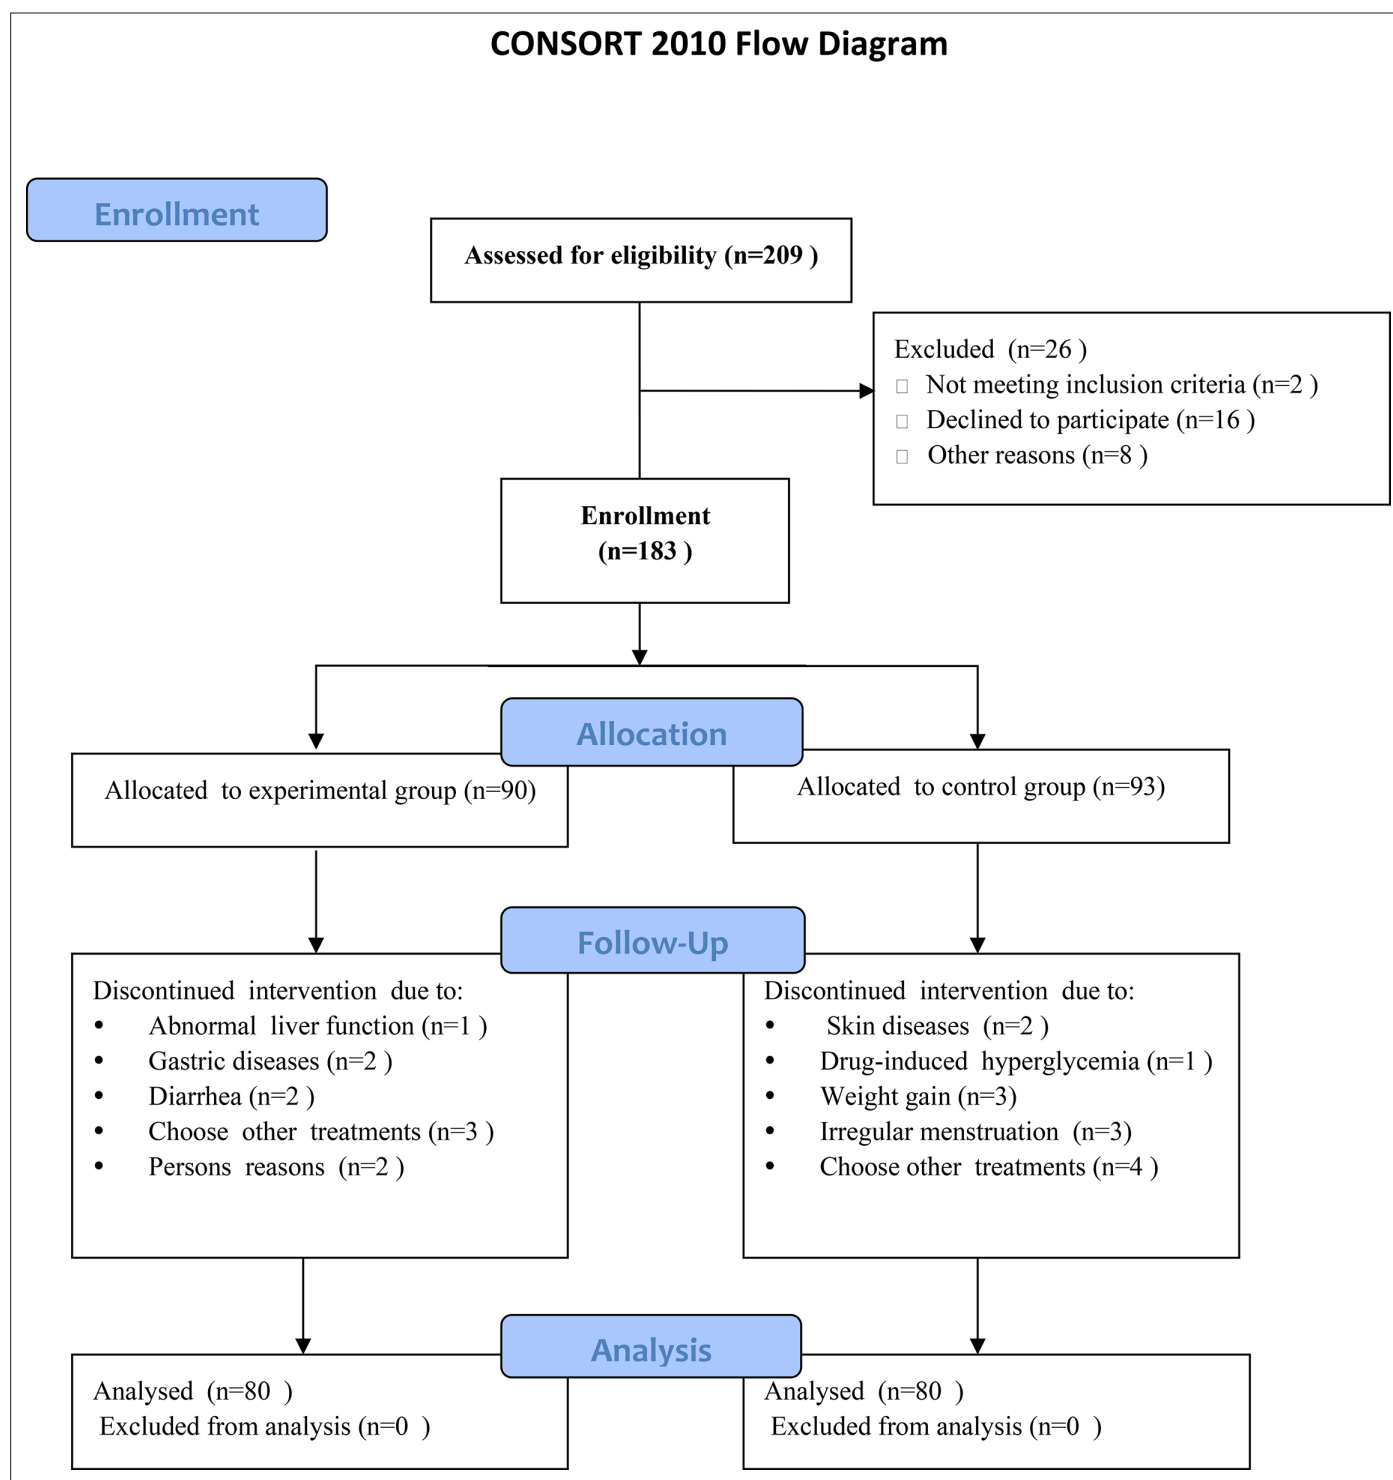 CONSORT 2010 Flow Diagram
Enrollment
Assessed for eligibility (n=209 )
Excluded (n=26 )
Not meeting inclusion criteria (n=2 )
Declined to participate (n=16 )
Other reasons (n=8 )
Enrollment
(n=183 )
Allocation
Allocated to experimental group (n=90)
Allocated to control group (n=93)
Follow-Up
Discontinued intervention due to:
• Abnormal liver function (n=1 )
• Gastric diseases (n=2 )
• Diarrhea (n=2 )
• Choose other treatments (n=3 )
• Persons reasons (n=2 )
Discontinued intervention due to:
• Skin diseases (n=2 )
• Drug-induced hyperglycemia (n=1 )
• Weight gain (n=3)
• Irregular menstruation (n=3)
• Choose other treatments (n=4 )
Analysis
Analysed (n=80 )
Excluded from analysis (n=0 )
Analysed (n=80 )
Excluded from analysis (n=0 )